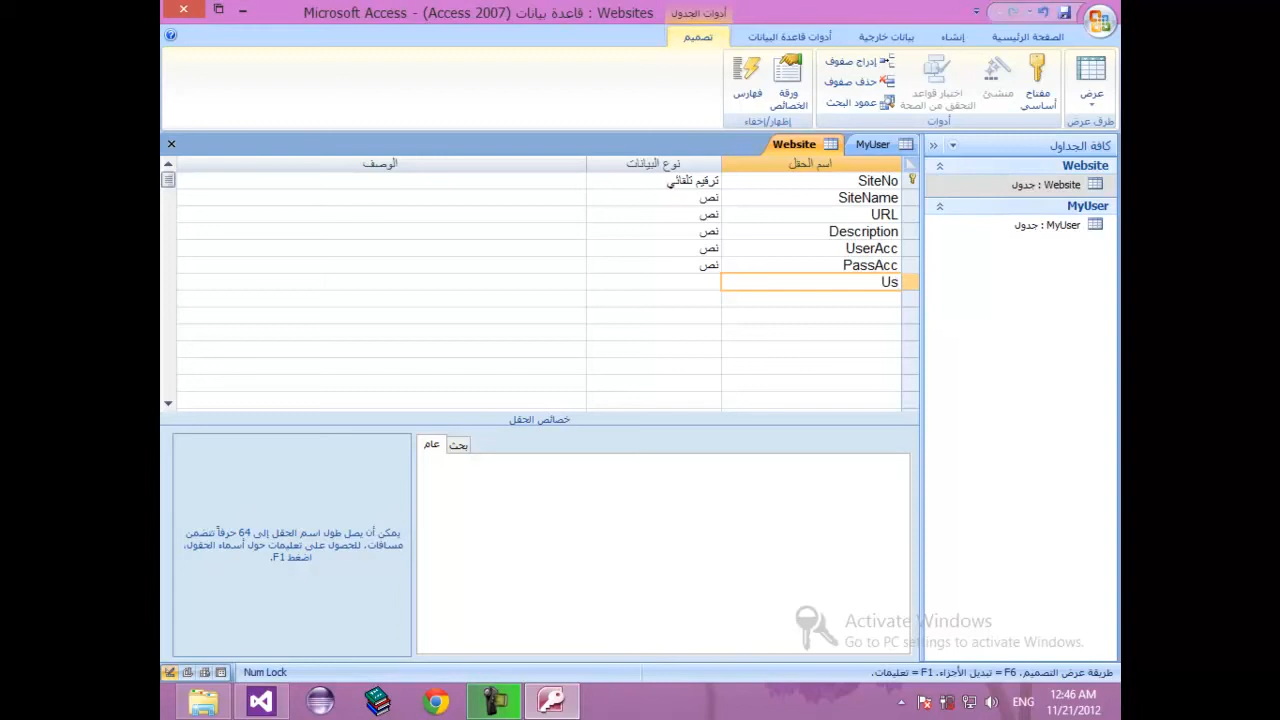 Microsoft Access - (Access 2007) قاعدة بيانات : Websites
أدوات الجدول
الصفحة الرئيسية
إنشاء
بيانات خارجية
أدوات قاعدة البيانات
تصميم
عرض
طرق عرض
مفتاح أساسي
منشئ
اختبار قواعد التحقق من الصحة
إدراج صفوف
حذف صفوف
عمود البحث
أدوات
ورقة الخصائص
فهارس
إظهار/إخفاء
كافة الجداول
Website
Website : جدول
MyUser
MyUser : جدول
MyUser
Website
اسم الحقل
نوع البيانات
الوصف
SiteNo
ترقيم تلقائي
SiteName
نص
URL
نص
Description
نص
UserAcc
نص
PassAcc
نص
Us
خصائص الحقل
عام
بحث
يمكن أن يصل طول اسم الحقل إلى 64 حرفاً تتضمن
مسافات. للحصول على تعليمات حول أسماء الحقول،
اضغط F1.
Activate Windows
Go to PC settings to activate Windows.
طريقة عرض التصميم. F6 = تبديل الأجزاء. F1 = تعليمات.
Num Lock
ENG
12:46 AM
11/21/2012